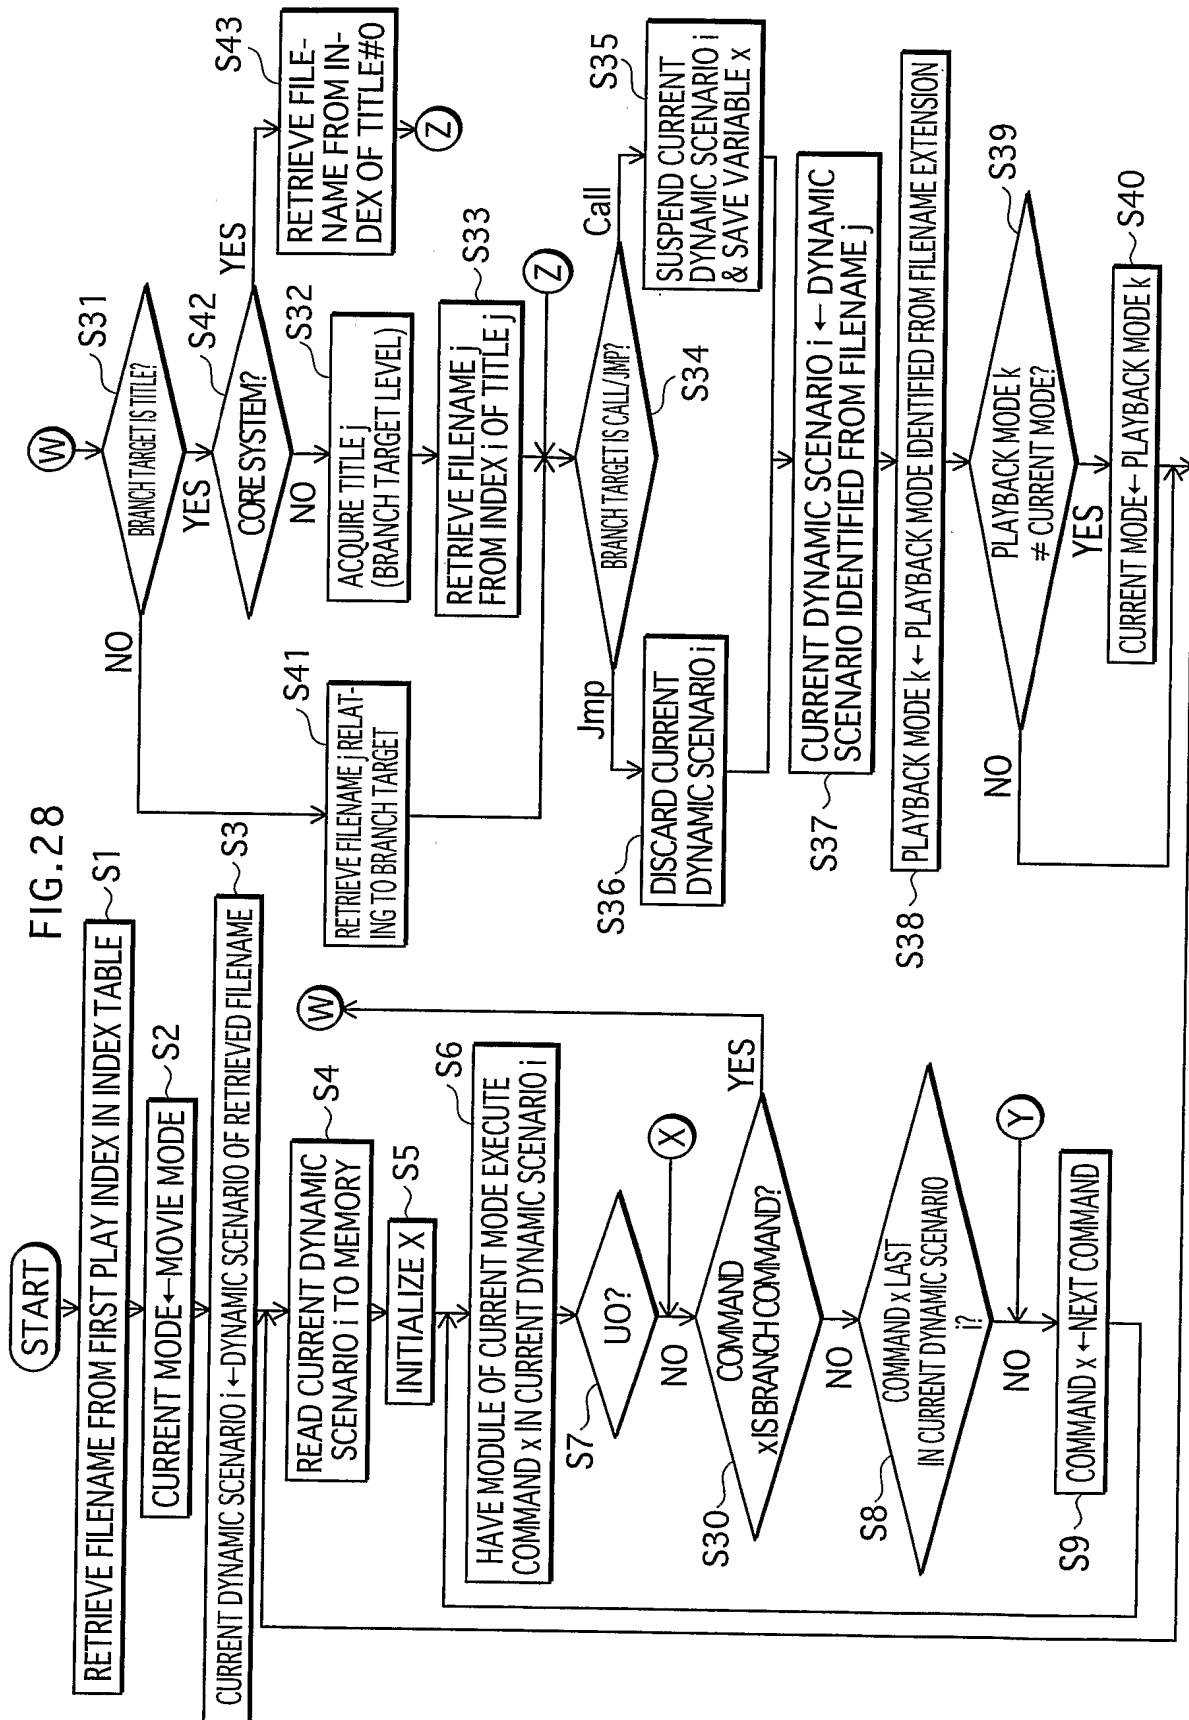 FIG.28
START
RETRIEVE FILENAME FROM FIRST PLAY INDEX IN INDEX TABLE
S1
CURRENT MODE←MOVIE MODE
S2
CURRENT DYNAMIC SCENARIO i ←DYNAMIC SCENARIO OF RETRIEVED FILENAME
S3
READ CURRENT DYNAMIC
SCENARIO i TO MEMORY
S4
INITIALIZE X
S5
HAVE MODULE OF CURRENT MODE EXECUTE
COMMAND x IN CURRENT DYNAMIC SCENARIO i
S6
UO?
S7
NO
X
COMMAND
x IS BRANCH COMMAND?
S30
YES
W
NO
COMMAND x LAST
IN CURRENT DYNAMIC SCENARIO
i?
S8
NO
Y
COMMAND x ←NEXT COMMAND
S9
W
BRANCH TARGET IS TITLE?
S31
NO
YES
CORE SYSTEM?
S42
YES
NO
RETRIEVE FILE-
NAME FROM IN-
DEX OF TITLE#0
S43
Z
RETRIEVE FILENAME j RELAT-
ING TO BRANCH TARGET
S41
ACQUIRE TITLE j
(BRANCH TARGET LEVEL)
S32
RETRIEVE FILENAME j
FROM INDEX i OF TITLE j
S33
Z
BRANCH TARGET IS CALL/JMP?
S34
Jmp
Call
DISCARD CURRENT
DYNAMIC SCENARIO i
S36
SUSPEND CURRENT
DYNAMIC SCENARIO i
& SAVE VARIABLE x
S35
CURRENT DYNAMIC SCENARIO i ← DYNAMIC
SCENARIO IDENTIFIED FROM FILENAME j
S37
PLAYBACK MODE k ← PLAYBACK MODE IDENTIFIED FROM FILENAME EXTENSION
S38
PLAYBACK MODE k
≠ CURRENT MODE?
S39
NO
YES
CURRENT MODE← PLAYBACK MODE k
S40